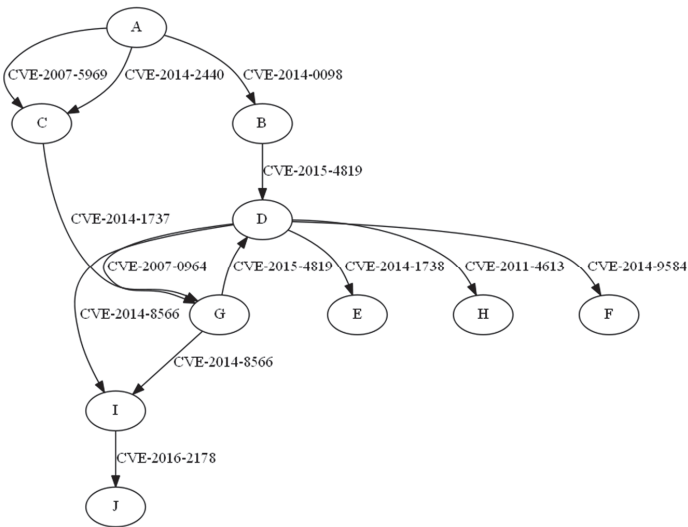 A
CVE-2007-5969
CVE-2014-2440
CVE-2014-0098
C
B
CVE-2015-4819
CVE-2014-1737
D
CVE-2007-0964
CVE-2015-4819
CVE-2014-1738
CVE-2011-4613
CVE-2014-9584
CVE-2014-8566
G
E
H
F
CVE-2014-8566
I
CVE-2016-2178
J